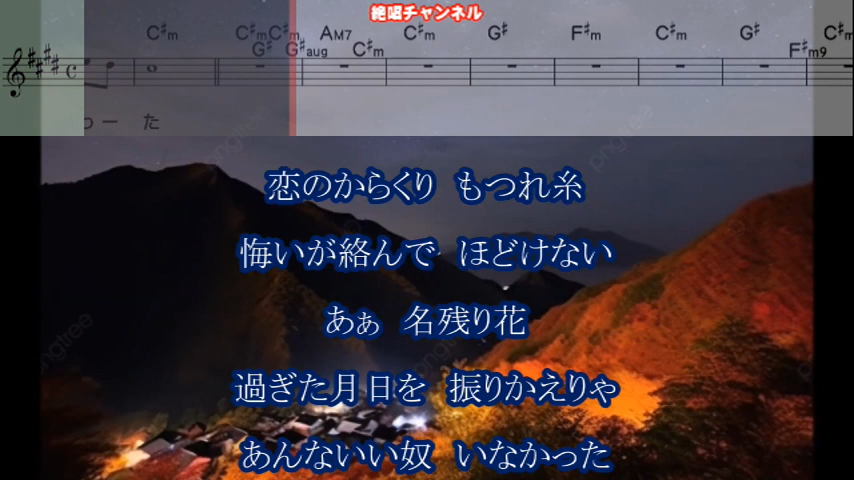 絶唱チャンネル
C#m C#m C#m AM7 C#m G# F#m C#m G# C#m
G# G#aug C#m F#m9
っ ー た
恋のからくり もつれ糸
悔いが絡んで ほどけない
あぁ 名残り花
過ぎた月日を 振りかえりゃ
あんないい奴 いなかった
pngtree
pngtree
pngtree